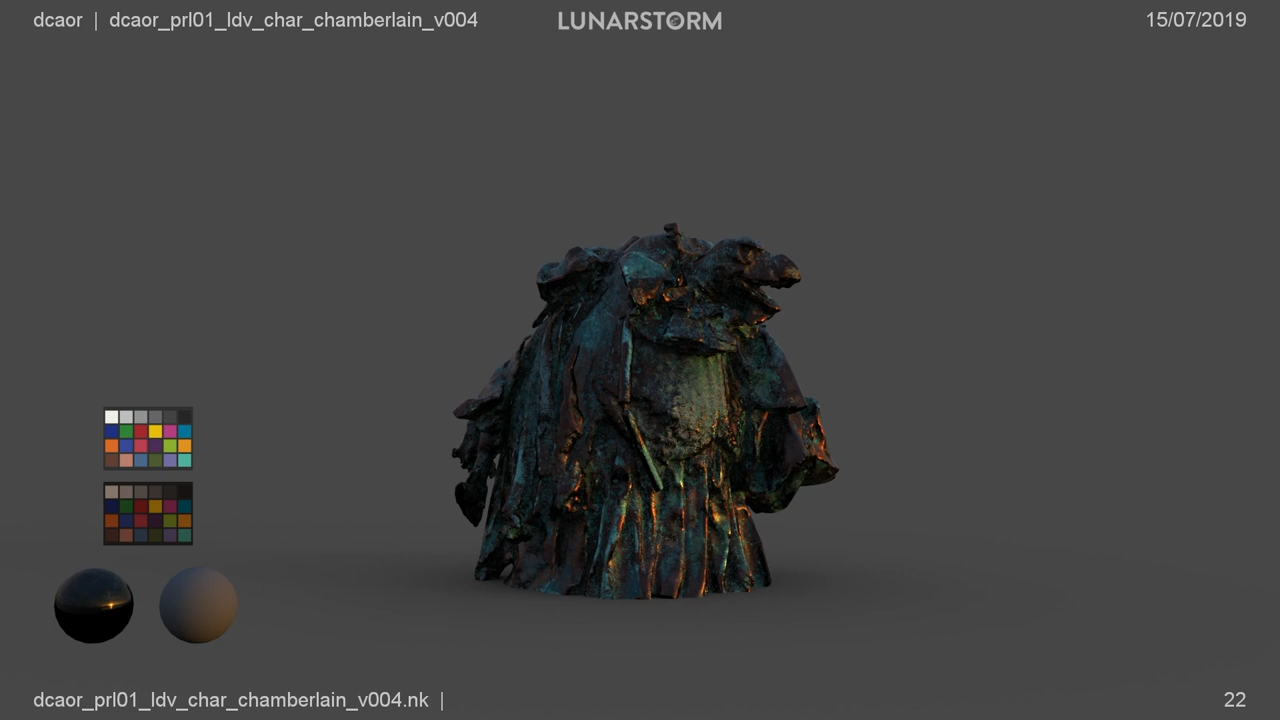 dcaor | dcaor_prl01_ldv_char_chamberlain_v004
LUNARSTORM
15/07/2019
dcaor_prl01_ldv_char_chamberlain_v004.nk |
22